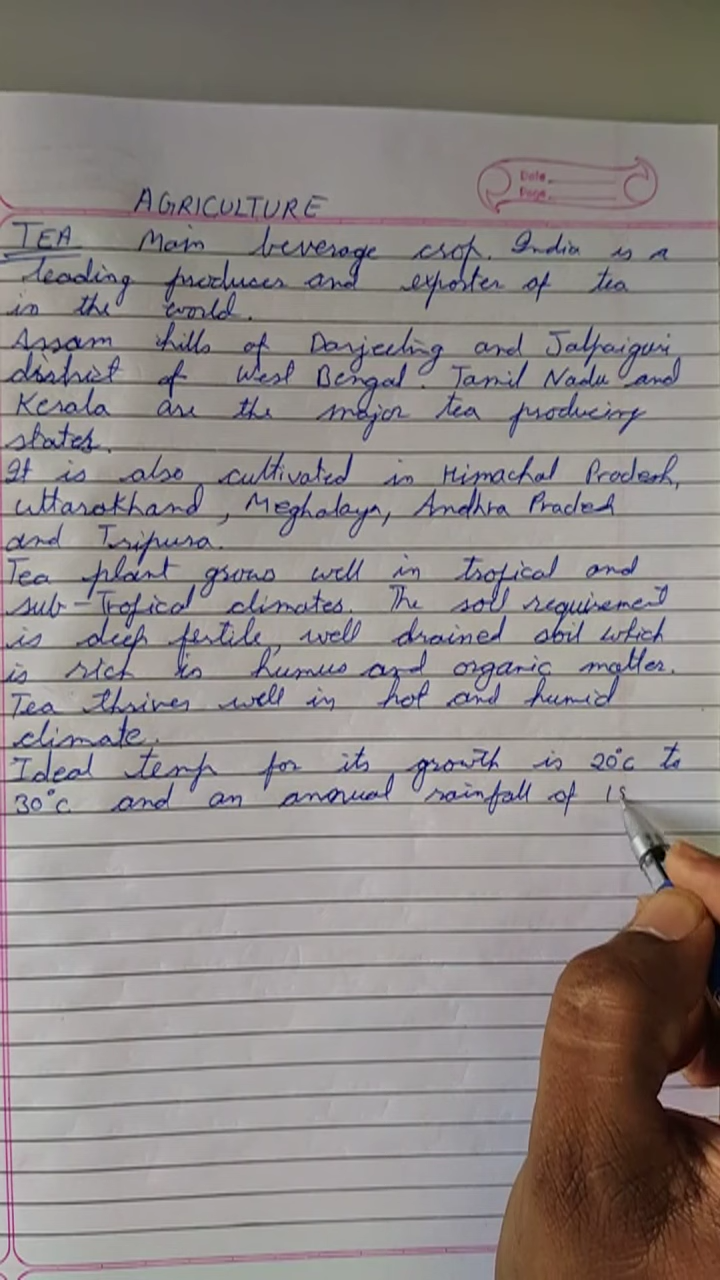 Date
Page
AGRICULTURE
TEA Main beverage crop. India is a
leading producer and exporter of tea
in the world.
Assam hills of Darjeeling and Jalpaiguri
district of West Bengal. Tamil Nadu and
Kerala are the major tea producing
states.
It is also cultivated in Himachal Pradesh,
Uttarakhand, Meghalaya, Andhra Pradesh
and Tripura.
Tea plant grows well in tropical and
sub-Tropical climates. The soil requirement
is deep fertile, well drained soil which
is rich in humus and organic matter.
Tea thrives well in hot and humid
climate.
Ideal temp for its growth is 20°c to
30°c and an annual rainfall of